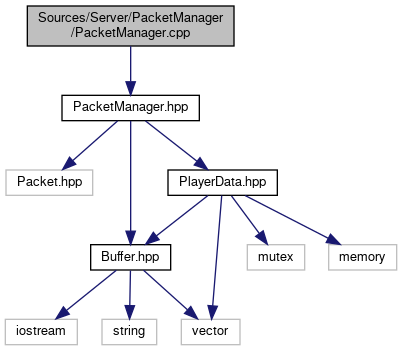 Sources/Server/PacketManager
/PacketManager.cpp
PacketManager.hpp
Packet.hpp
PlayerData.hpp
Buffer.hpp
mutex
memory
iostream
string
vector